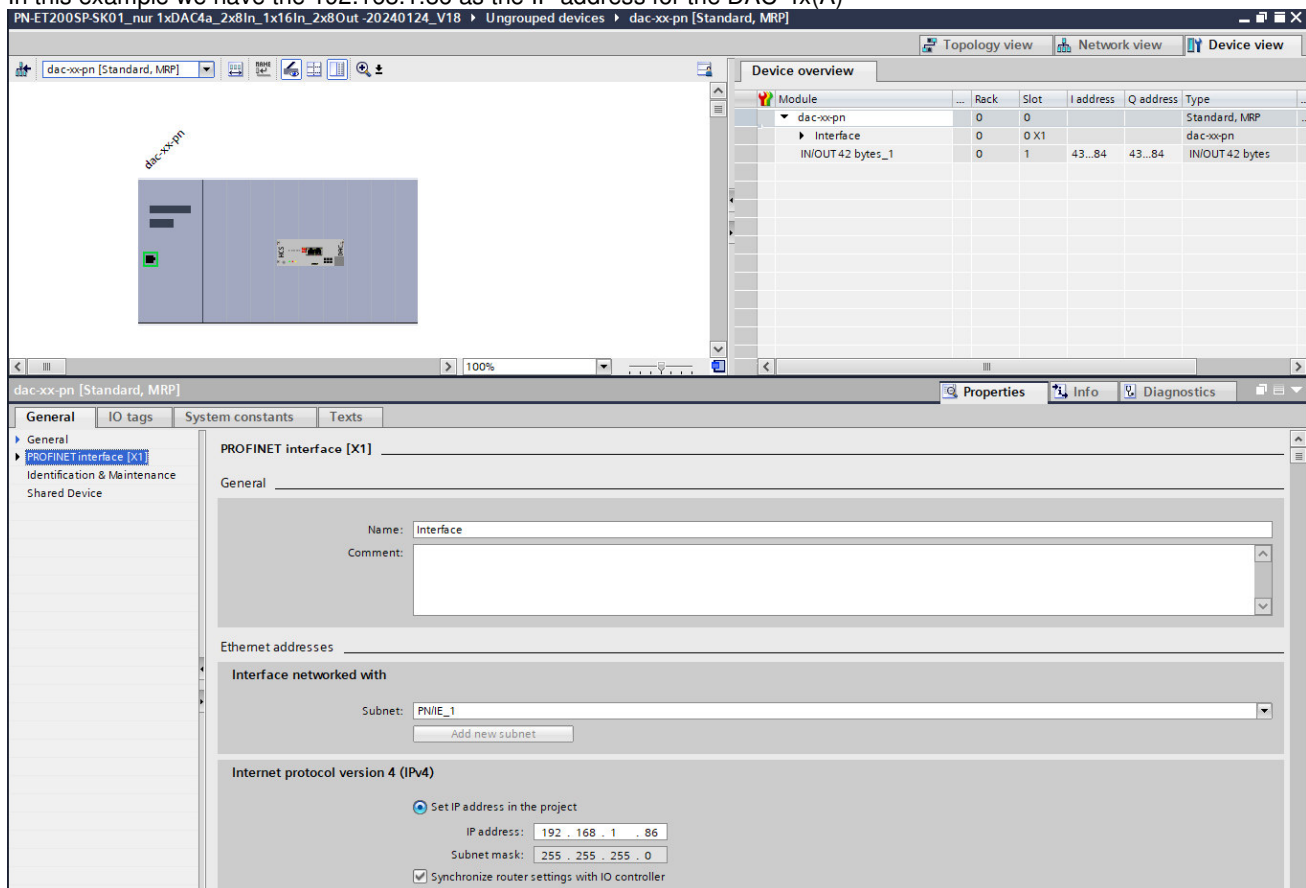 In this example we have the 192.168.1.86 as the IP address for the DAC-4x(A)
PN-ET200SP-SK01_nur 1xDAC4a_2x8In_1x16In_2x8Out -20240124_V18 ▸ Ungrouped devices ▸ dac-xx-pn [Standard, MRP]
Topology view Network view Device view
dac-xx-pn [Standard, MRP]
Device overview
Module ... Rack Slot I address Q address Type ...
dac-xx-pn 0 0 Standard, MRP ...
Interface 0 0 X1 dac-xx-pn
IN/OUT 42 bytes_1 0 1 43...84 43...84 IN/OUT 42 bytes
dac-xx-pn
100%
dac-xx-pn [Standard, MRP]
Properties Info Diagnostics
General IO tags System constants Texts
General
PROFINET interface [X1]
Identification & Maintenance
Shared Device
PROFINET interface [X1]
General
Name: Interface
Comment:
Ethernet addresses
Interface networked with
Subnet: PN/IE_1
Add new subnet
Internet protocol version 4 (IPv4)
Set IP address in the project
IP address: 192 . 168 . 1 . 86
Subnet mask: 255 . 255 . 255 . 0
Synchronize router settings with IO controller